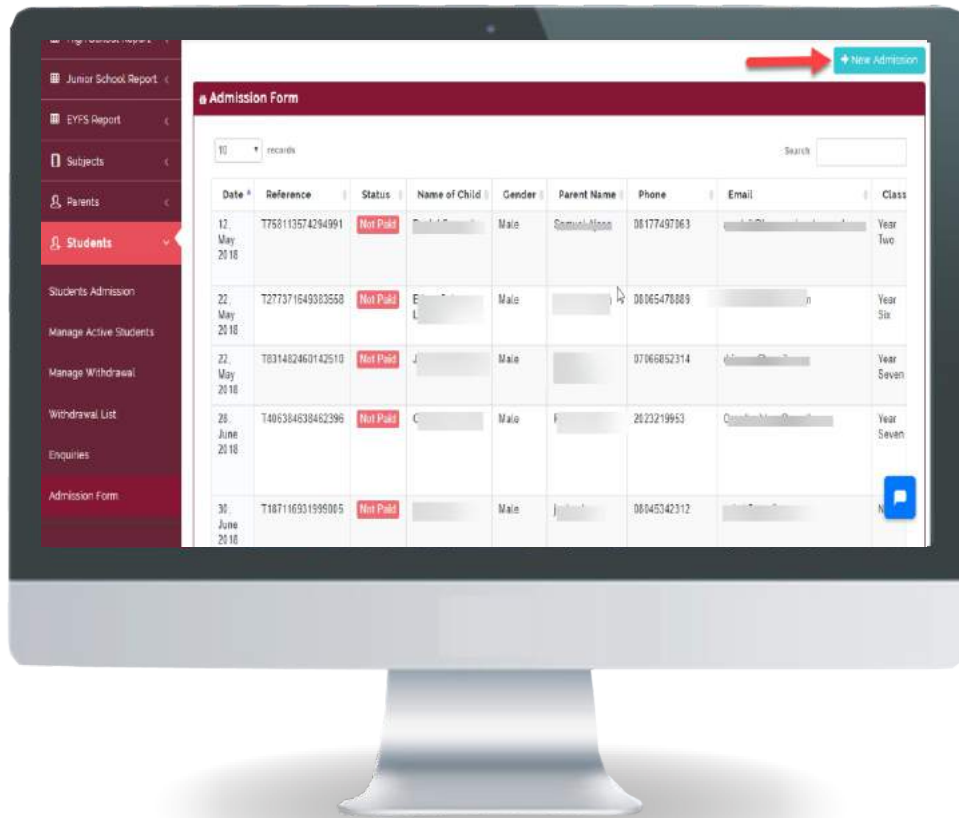 New Admission
Junior School Report
Admission Form
EYFS Report
10 records
Search
Subjects
Date Reference Status Name of Child Gender Parent Name Phone Email Class
Parents
12, May 2018 T758113574294991 Not Paid Male 08177497063 Year Two
Students
Students Admission
22, May 2018 T277371649383558 Not Paid Male 08065478889 Year Six
Manage Active Students
22, May 2018 T831482460142510 Not Paid Male 07066852314 Year Seven
Manage Withdrawal
Withdrawal List
28, June 2018 T406384638462396 Not Paid Male 2023219953 Year Seven
Enquiries
Admission Form
30, June 2018 T187116931999005 Not Paid Male 08045342312